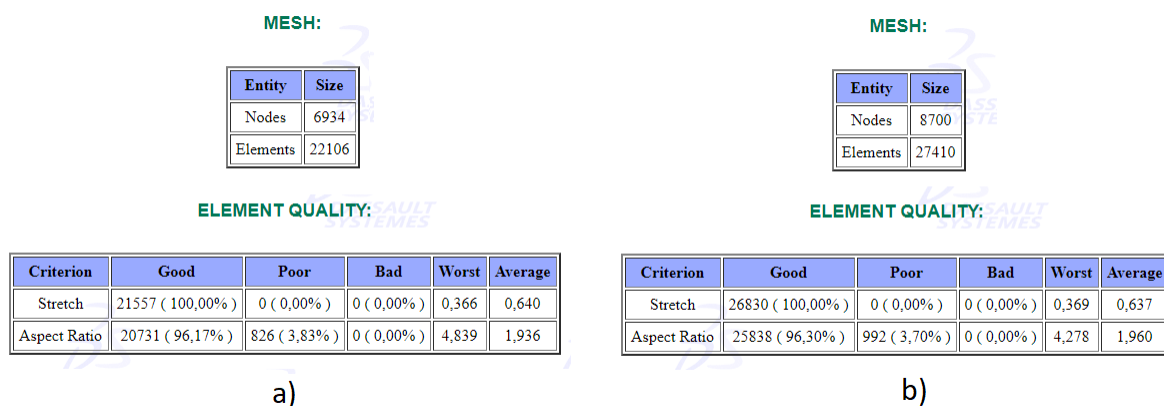 MESH:
Entity Size
Nodes 6934
Elements 22106
ELEMENT QUALITY:
Criterion Good Poor Bad Worst Average
Stretch 21557 ( 100,00% ) 0 ( 0,00% ) 0 ( 0,00% ) 0,366 0,640
Aspect Ratio 20731 ( 96,17% ) 826 ( 3,83% ) 0 ( 0,00% ) 4,839 1,936
a)
MESH:
Entity Size
Nodes 8700
Elements 27410
ELEMENT QUALITY:
Criterion Good Poor Bad Worst Average
Stretch 26830 ( 100,00% ) 0 ( 0,00% ) 0 ( 0,00% ) 0,369 0,637
Aspect Ratio 25838 ( 96,30% ) 992 ( 3,70% ) 0 ( 0,00% ) 4,278 1,960
b)